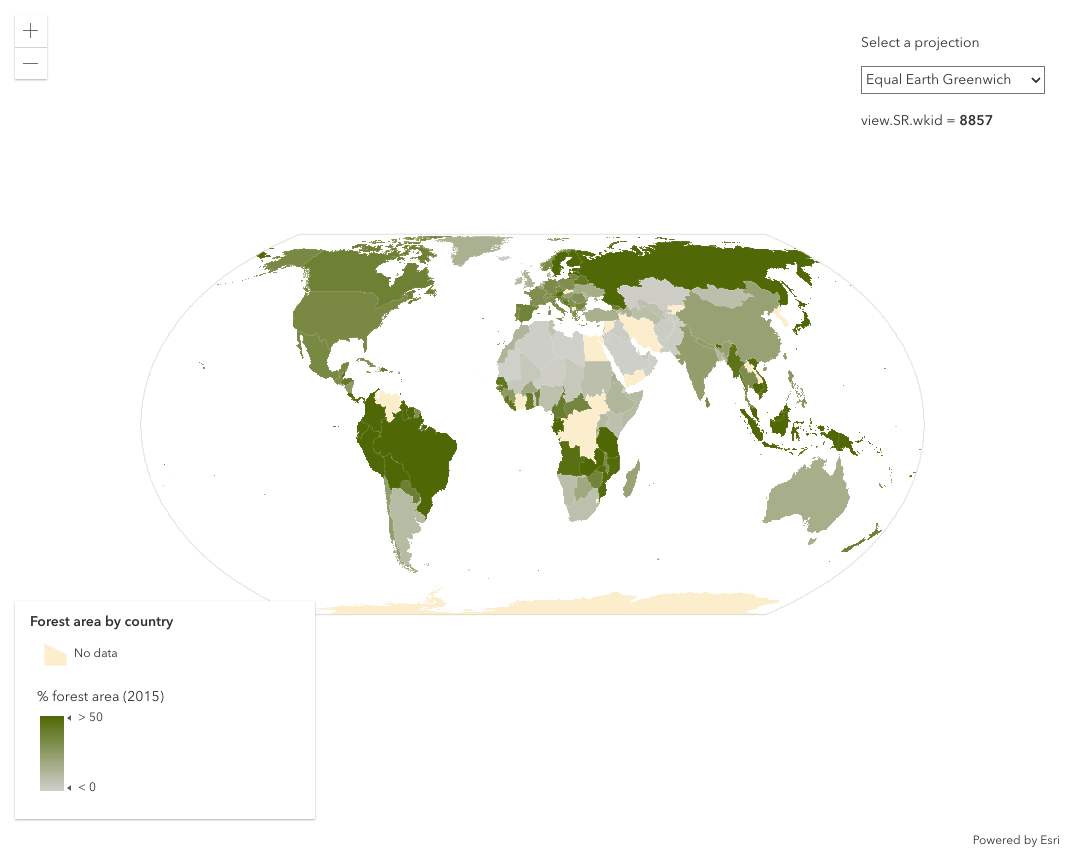 Select a projection
Equal Earth Greenwich
view.SR.wkid = 8857
Forest area by country
No data
% forest area (2015)
> 50
< 0
Powered by Esri